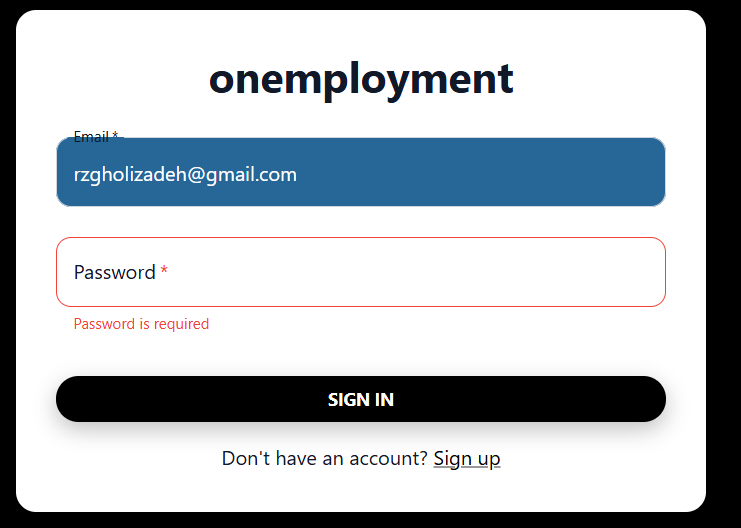 onemployment
Email *
rzgholizadeh@gmail.com
Password *
Password is required
SIGN IN
Don't have an account? Sign up